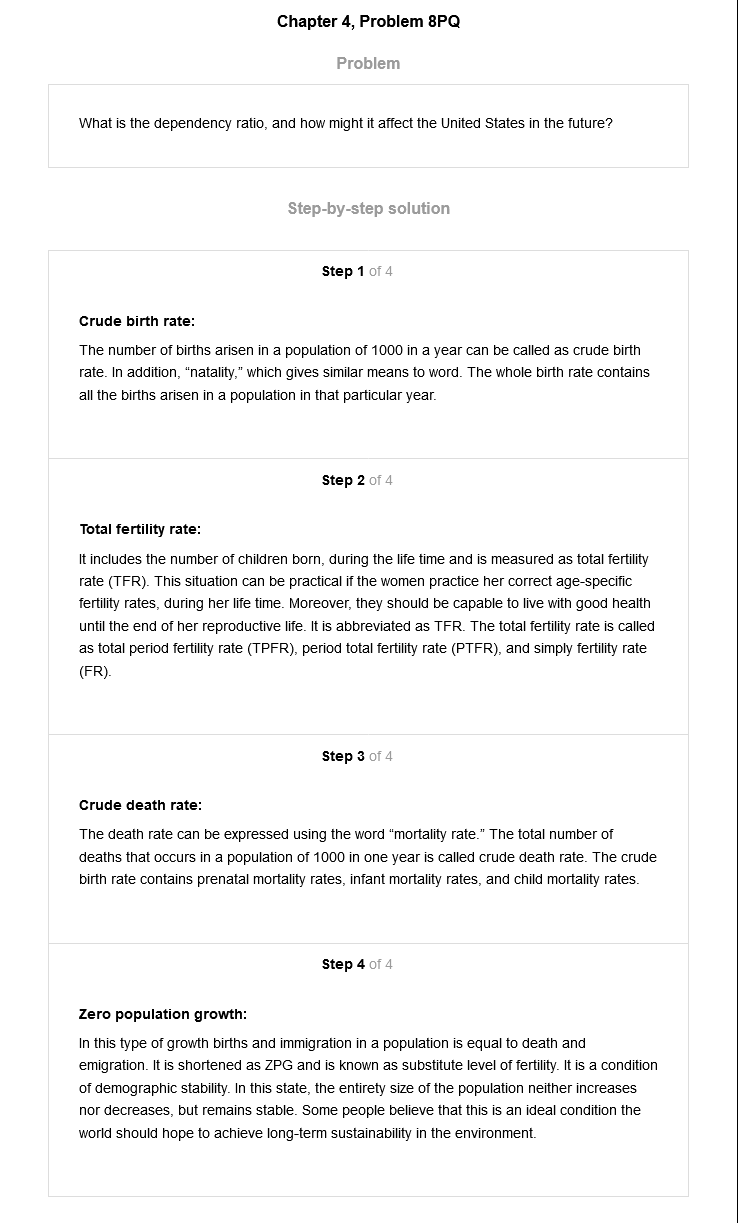 Chapter 4, Problem 8PQ
Problem
What is the dependency ratio, and how might it affect the United States in the future?
Step-by-step solution
Step 1 of 4
Crude birth rate:
The number of births arisen in a population of 1000 in a year can be called as crude birth
rate. In addition, “natality,” which gives similar means to word. The whole birth rate contains
all the births arisen in a population in that particular year.
Step 2 of 4
Total fertility rate:
It includes the number of children born, during the life time and is measured as total fertility
rate (TFR). This situation can be practical if the women practice her correct age-specific
fertility rates, during her life time. Moreover, they should be capable to live with good health
until the end of her reproductive life. It is abbreviated as TFR. The total fertility rate is called
as total period fertility rate (TPFR), period total fertility rate (PTFR), and simply fertility rate
(FR).
Step 3 of 4
Crude death rate:
The death rate can be expressed using the word “mortality rate.” The total number of
deaths that occurs in a population of 1000 in one year is called crude death rate. The crude
birth rate contains prenatal mortality rates, infant mortality rates, and child mortality rates.
Step 4 of 4
Zero population growth:
In this type of growth births and immigration in a population is equal to death and
emigration. It is shortened as ZPG and is known as substitute level of fertility. It is a condition
of demographic stability. In this state, the entirety size of the population neither increases
nor decreases, but remains stable. Some people believe that this is an ideal condition the
world should hope to achieve long-term sustainability in the environment.